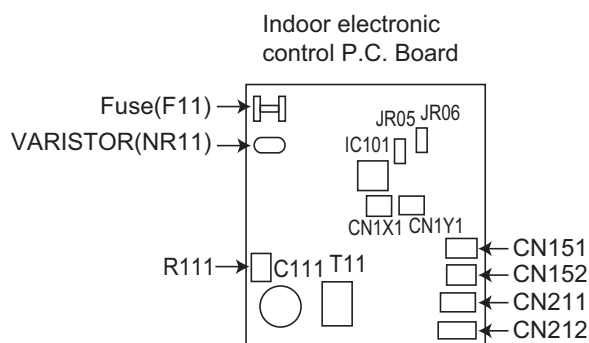 Indoor electronic
control P.C. Board
Fuse(F11)
VARISTOR(NR11)
JR05 JR06
IC101
CN1X1 CN1Y1
CN151
R111 C111 T11
CN152
CN211
CN212